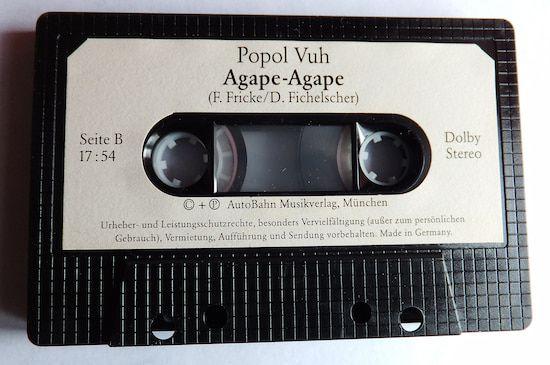 Popol Vuh
Agape-Agape
(F. Fricke/D. Fichelscher)
Seite B
17:54
Dolby
Stereo
© + ℗ AutoBahn Musikverlag, München
Urheber- und Leistungsschutzrechte, besonders Vervielfältigung (außer zum persönlichen
Gebrauch), Vermietung, Aufführung und Sendung vorbehalten. Made in Germany.